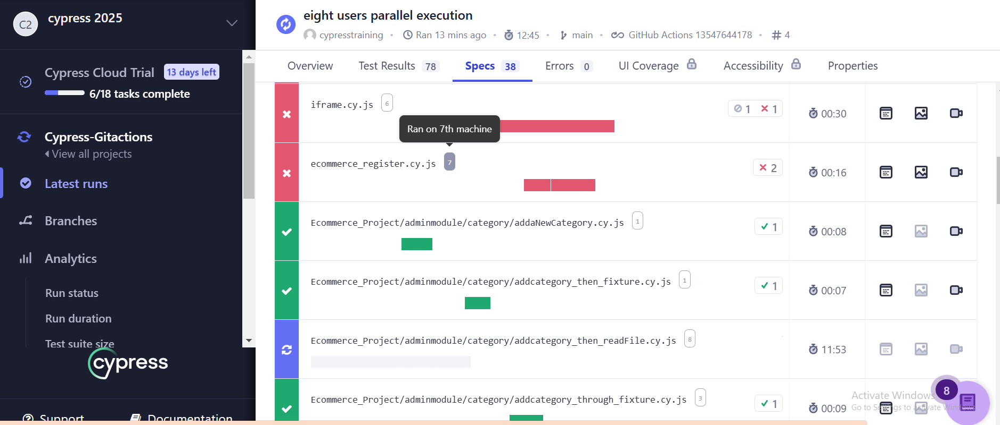 C2 cypress 2025
Cypress Cloud Trial 13 days left
6/18 tasks complete
Cypress-Gitactions
View all projects
Latest runs
Branches
Analytics
Run status
Run duration
Test suite size
cypress
Support Documentation
eight users parallel execution
cypresstraining • Ran 13 mins ago • 12:45 • main • GitHub Actions 13547644178 • # 4
Overview Test Results 78 Specs 38 Errors 0 UI Coverage Accessibility Properties
iframe.cy.js 6 1 1 00:30
Ran on 7th machine
ecommerce_register.cy.js 7 2 00:16
Ecommerce_Project/adminmodule/category/addaNewCategory.cy.js 1 1 00:08
Ecommerce_Project/adminmodule/category/addcategory_then_fixture.cy.js 1 1 00:07
Ecommerce_Project/adminmodule/category/addcategory_then_readFile.cy.js 8 11:53
Ecommerce_Project/adminmodule/category/addcategory_through_fixture.cy.js 3 1 00:09
8
Activate Windows
Go to Settings to activate Windows.